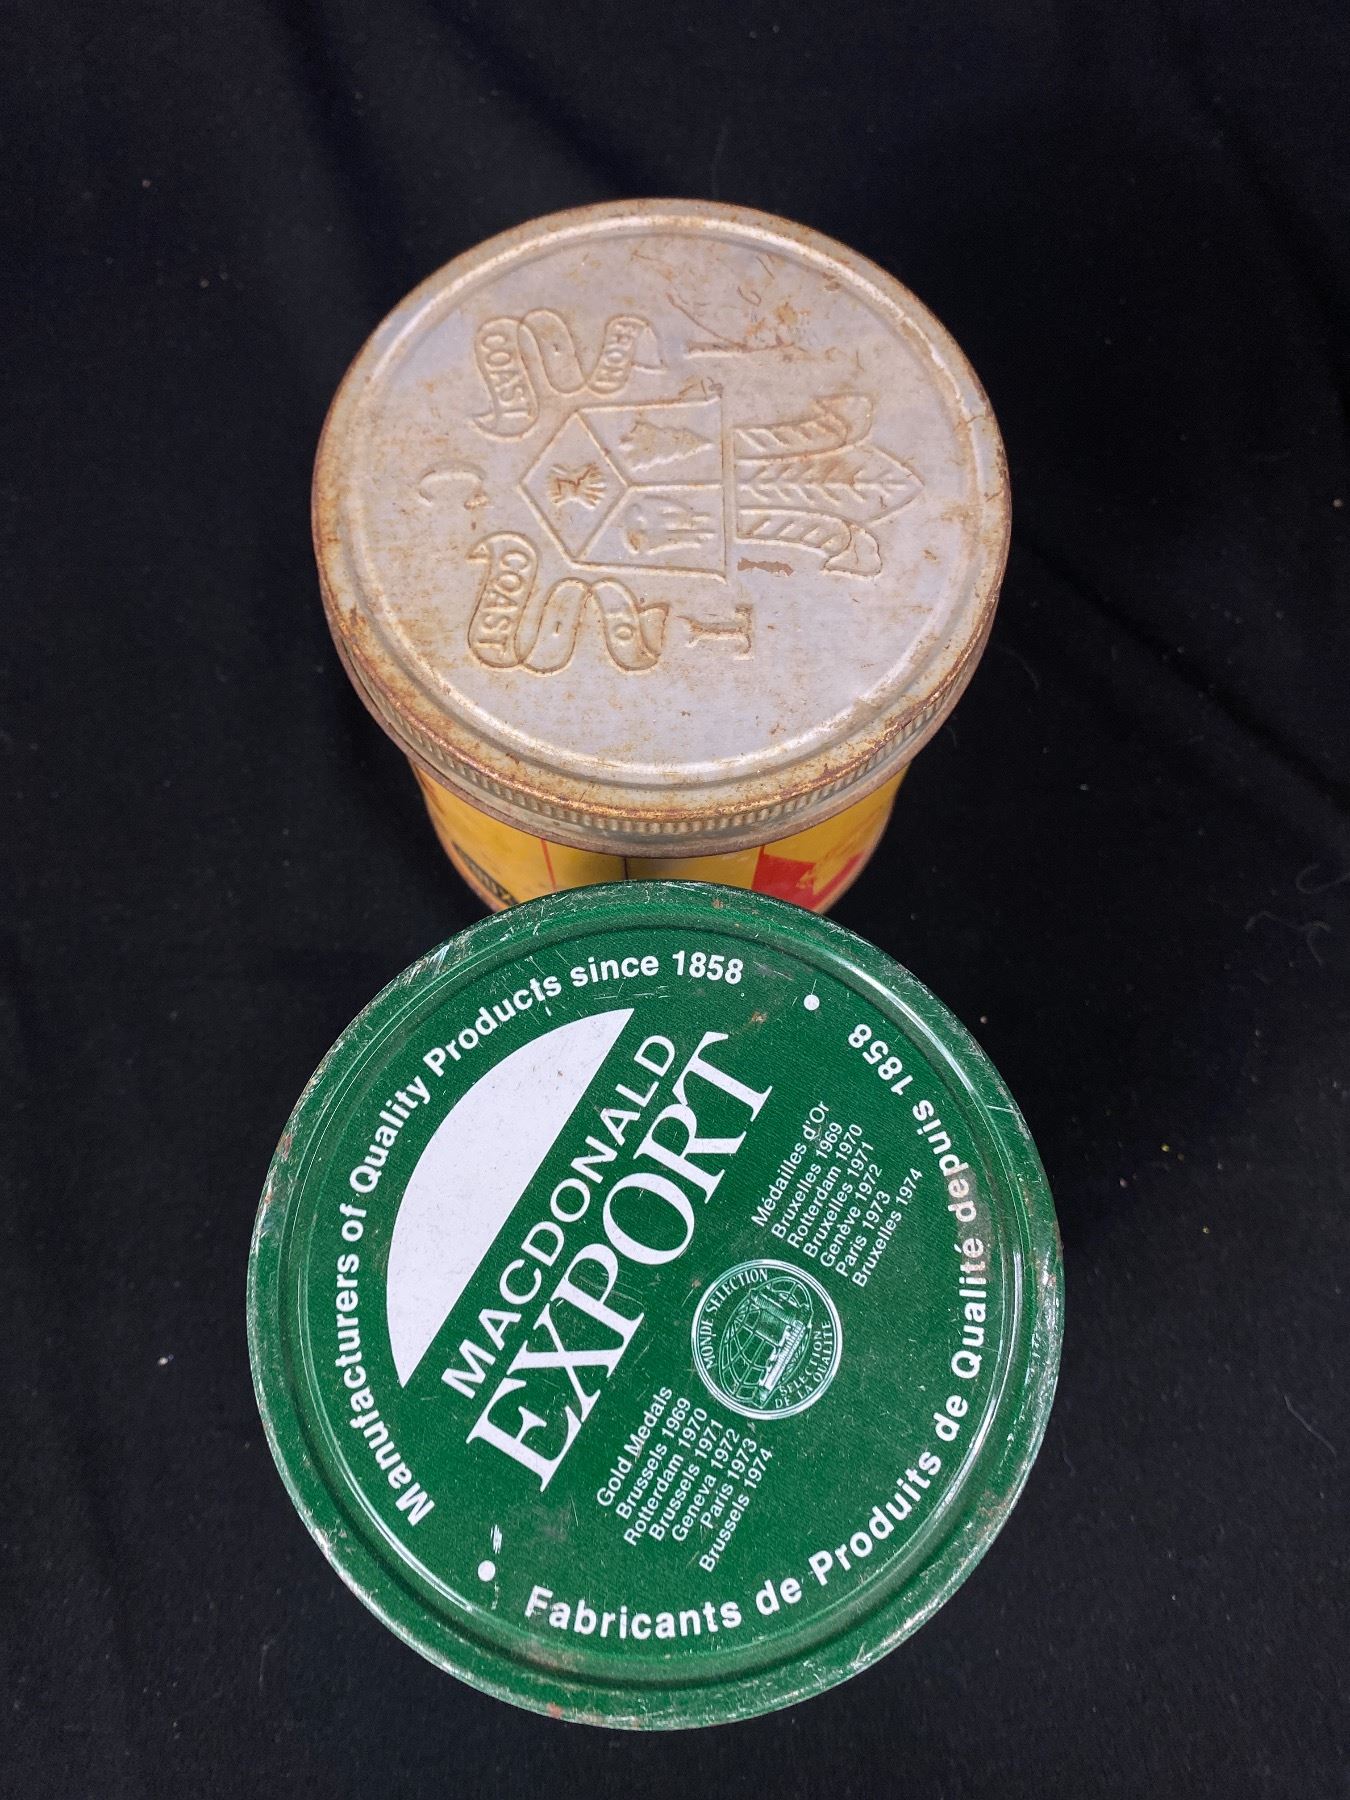 FROM
COAST
TO
COAST
I
T
C
Manufacturers of Quality Products since 1858
MACDONALD
EXPORT
Gold Medals
Brussels 1969
Rotterdam 1970
Brussels 1971
Geneva 1972
Paris 1973
Brussels 1974
MONDE SELECTION
SELECTION
DE LA QUALITE
Médailles d'Or
Bruxelles 1969
Rotterdam 1970
Bruxelles 1971
Genève 1972
Paris 1973
Bruxelles 1974
Fabricants de Produits de Qualité depuis 1858